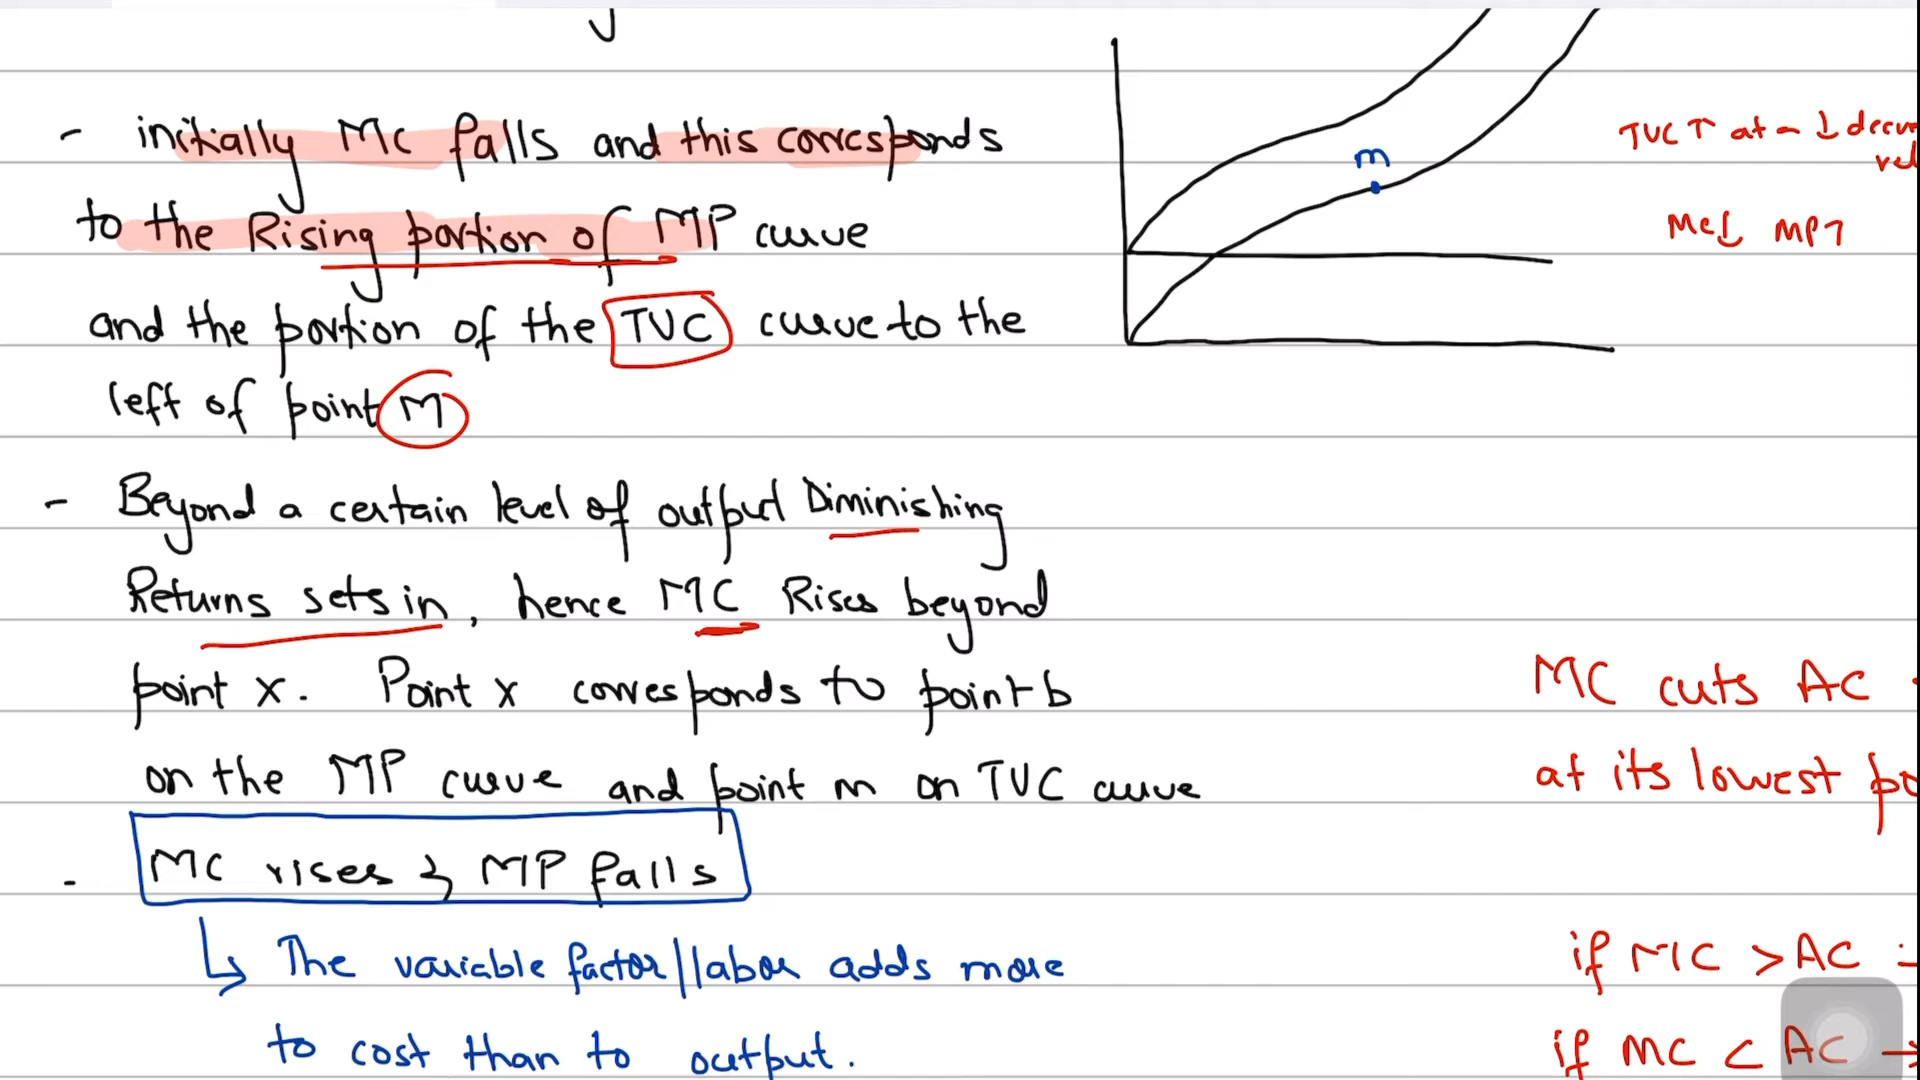 - initially MC falls and this corresponds
to the Rising portion of MP curve
and the portion of the TVC curve to the
left of point M
- Beyond a certain level of output Diminishing
Returns sets in, hence MC Rises beyond
point x. Point x corresponds to point b
on the MP curve and point m on TVC curve
- MC rises & MP falls
↳ The variable factor/labor adds more
to cost than to output.
m
TVC ↑ at a ↓
MC↓ MP↑
MC cuts AC
at its lowest
if MC > AC
if MC < AC →